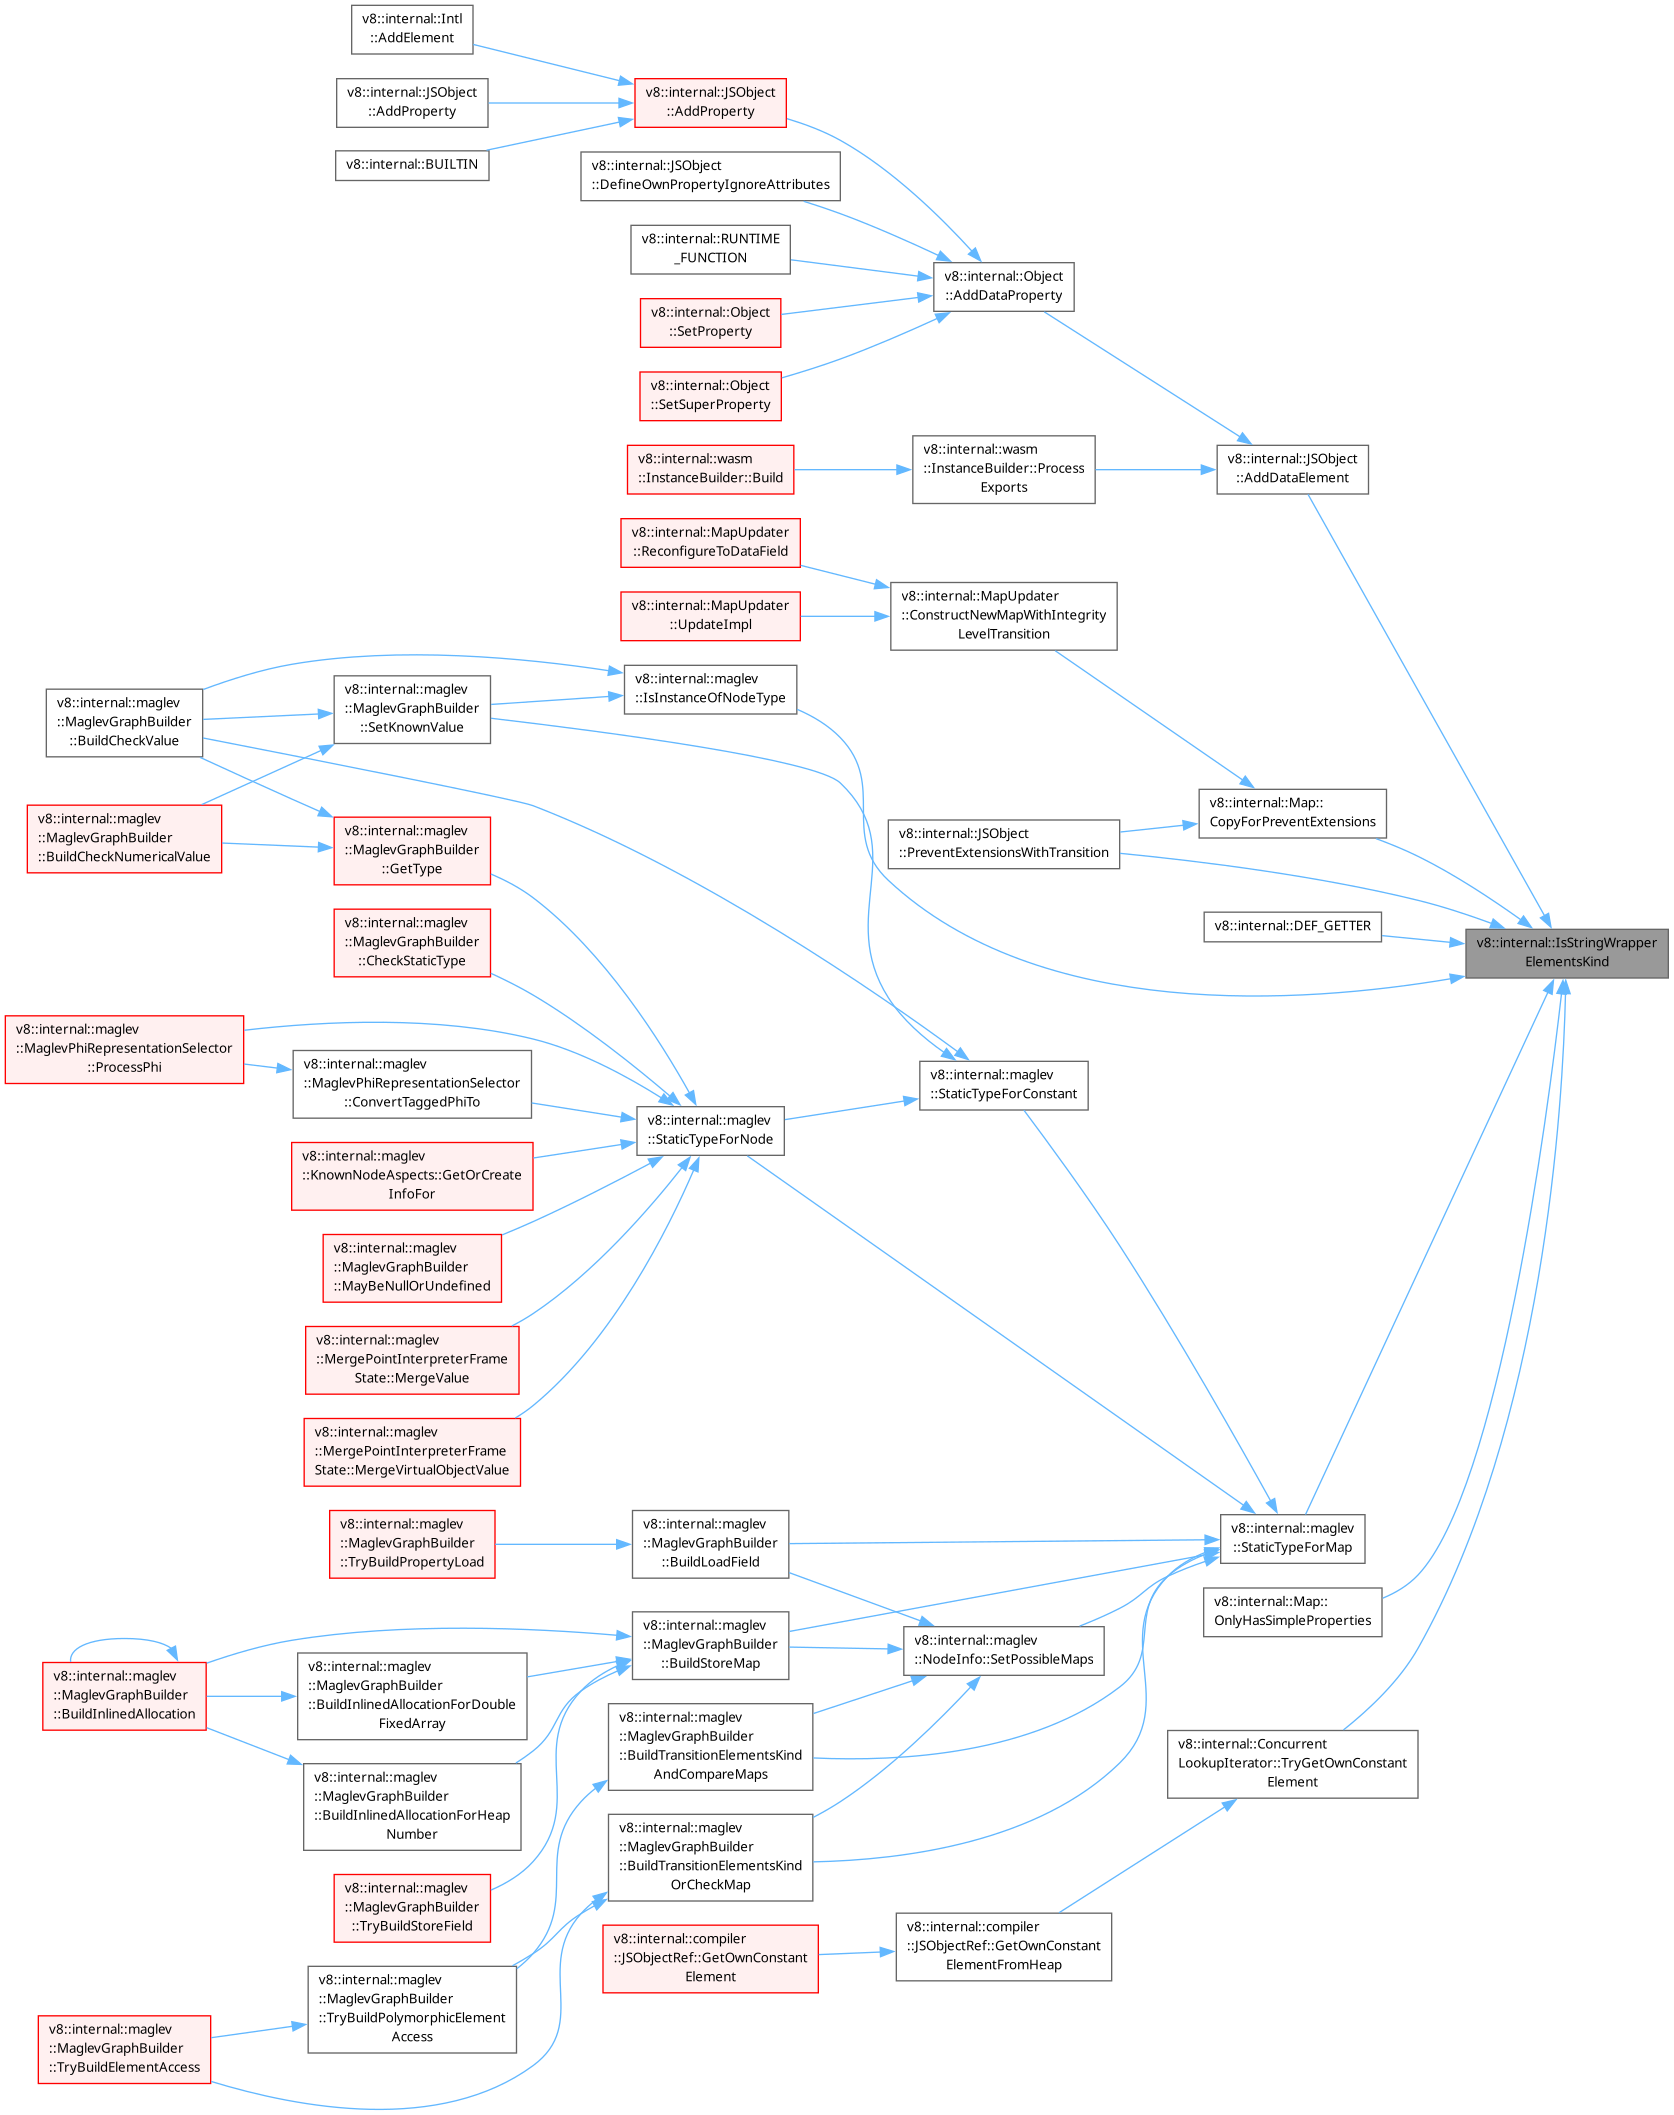 v8::internal::Intl
::AddElement
v8::internal::JSObject
::AddProperty
v8::internal::BUILTIN
v8::internal::JSObject
::AddProperty
v8::internal::JSObject
::DefineOwnPropertyIgnoreAttributes
v8::internal::RUNTIME
_FUNCTION
v8::internal::Object
::SetProperty
v8::internal::Object
::SetSuperProperty
v8::internal::Object
::AddDataProperty
v8::internal::wasm
::InstanceBuilder::Build
v8::internal::wasm
::InstanceBuilder::Process
Exports
v8::internal::JSObject
::AddDataElement
v8::internal::MapUpdater
::ReconfigureToDataField
v8::internal::MapUpdater
::UpdateImpl
v8::internal::MapUpdater
::ConstructNewMapWithIntegrity
LevelTransition
v8::internal::maglev
::MaglevGraphBuilder
::BuildCheckValue
v8::internal::maglev
::MaglevGraphBuilder
::SetKnownValue
v8::internal::maglev
::IsInstanceOfNodeType
v8::internal::maglev
::MaglevGraphBuilder
::BuildCheckNumericalValue
v8::internal::maglev
::MaglevGraphBuilder
::GetType
v8::internal::JSObject
::PreventExtensionsWithTransition
v8::internal::Map::
CopyForPreventExtensions
v8::internal::DEF_GETTER
v8::internal::IsStringWrapper
ElementsKind
v8::internal::maglev
::MaglevGraphBuilder
::CheckStaticType
v8::internal::maglev
::MaglevPhiRepresentationSelector
::ProcessPhi
v8::internal::maglev
::MaglevPhiRepresentationSelector
::ConvertTaggedPhiTo
v8::internal::maglev
::StaticTypeForNode
v8::internal::maglev
::StaticTypeForConstant
v8::internal::maglev
::KnownNodeAspects::GetOrCreate
InfoFor
v8::internal::maglev
::MaglevGraphBuilder
::MayBeNullOrUndefined
v8::internal::maglev
::MergePointInterpreterFrame
State::MergeValue
v8::internal::maglev
::MergePointInterpreterFrame
State::MergeVirtualObjectValue
v8::internal::maglev
::MaglevGraphBuilder
::TryBuildPropertyLoad
v8::internal::maglev
::MaglevGraphBuilder
::BuildLoadField
v8::internal::maglev
::StaticTypeForMap
v8::internal::Map::
OnlyHasSimpleProperties
v8::internal::maglev
::MaglevGraphBuilder
::BuildStoreMap
v8::internal::maglev
::NodeInfo::SetPossibleMaps
v8::internal::maglev
::MaglevGraphBuilder
::BuildInlinedAllocation
v8::internal::maglev
::MaglevGraphBuilder
::BuildInlinedAllocationForDouble
FixedArray
v8::internal::maglev
::MaglevGraphBuilder
::BuildTransitionElementsKind
AndCompareMaps
v8::internal::Concurrent
LookupIterator::TryGetOwnConstant
Element
v8::internal::maglev
::MaglevGraphBuilder
::BuildInlinedAllocationForHeap
Number
v8::internal::maglev
::MaglevGraphBuilder
::BuildTransitionElementsKind
OrCheckMap
v8::internal::maglev
::MaglevGraphBuilder
::TryBuildStoreField
v8::internal::compiler
::JSObjectRef::GetOwnConstant
Element
v8::internal::compiler
::JSObjectRef::GetOwnConstant
ElementFromHeap
v8::internal::maglev
::MaglevGraphBuilder
::TryBuildPolymorphicElement
Access
v8::internal::maglev
::MaglevGraphBuilder
::TryBuildElementAccess